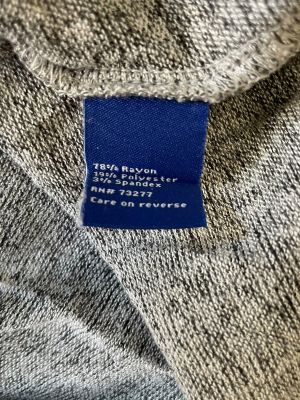 78% Rayon
19% Polyester
3% Spandex
RN# 73277
Care on reverse